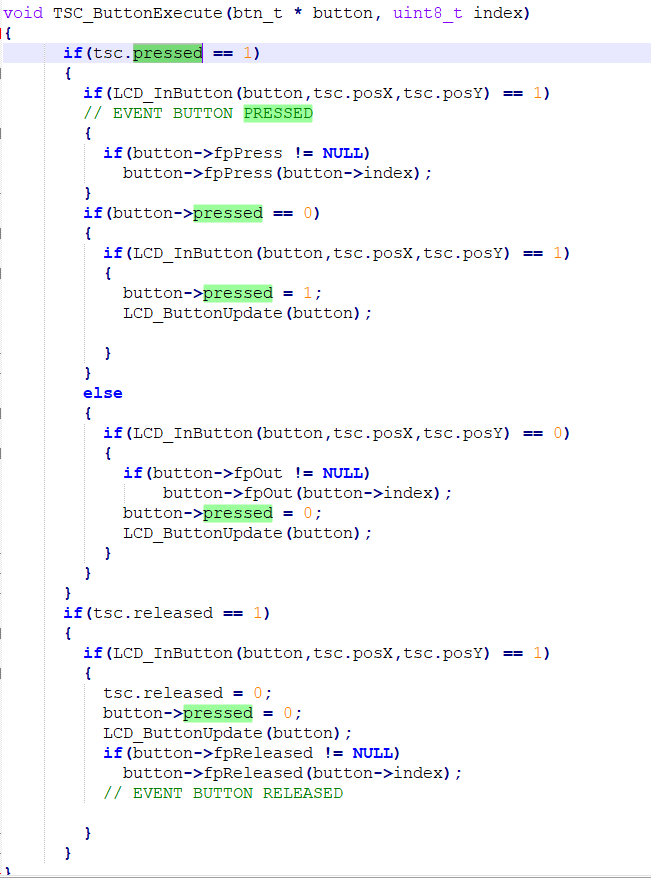 void TSC_ButtonExecute(btn_t * button, uint8_t index)
{
if(tsc.pressed == 1)
{
if(LCD_InButton(button,tsc.posX,tsc.posY) == 1)
// EVENT BUTTON PRESSED
{
if(button->fpPress != NULL)
button->fpPress(button->index);
}
if(button->pressed == 0)
{
if(LCD_InButton(button,tsc.posX,tsc.posY) == 1)
{
button->pressed = 1;
LCD_ButtonUpdate(button);
}
}
else
{
if(LCD_InButton(button,tsc.posX,tsc.posY) == 0)
{
if(button->fpOut != NULL)
button->fpOut(button->index);
button->pressed = 0;
LCD_ButtonUpdate(button);
}
}
}
if(tsc.released == 1)
{
if(LCD_InButton(button,tsc.posX,tsc.posY) == 1)
{
tsc.released = 0;
button->pressed = 0;
LCD_ButtonUpdate(button);
if(button->fpReleased != NULL)
button->fpReleased(button->index);
// EVENT BUTTON RELEASED
}
}
}